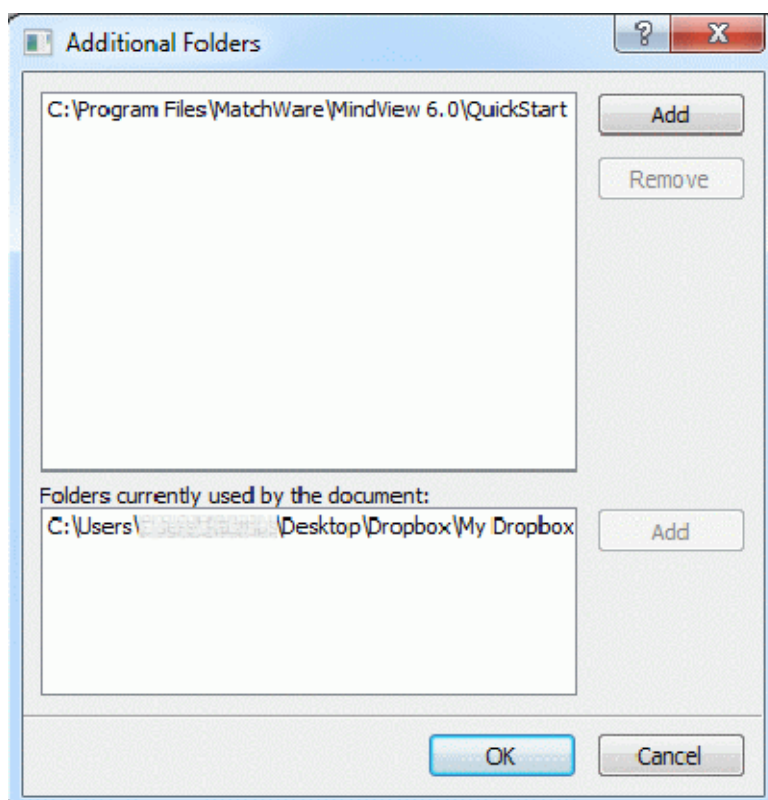 Additional Folders
?
X
C:\Program Files\MatchWare\MindView 6.0\QuickStart
Add
Remove
Folders currently used by the document:
C:\Users\ \Desktop\Dropbox\My Dropbox
Add
OK
Cancel